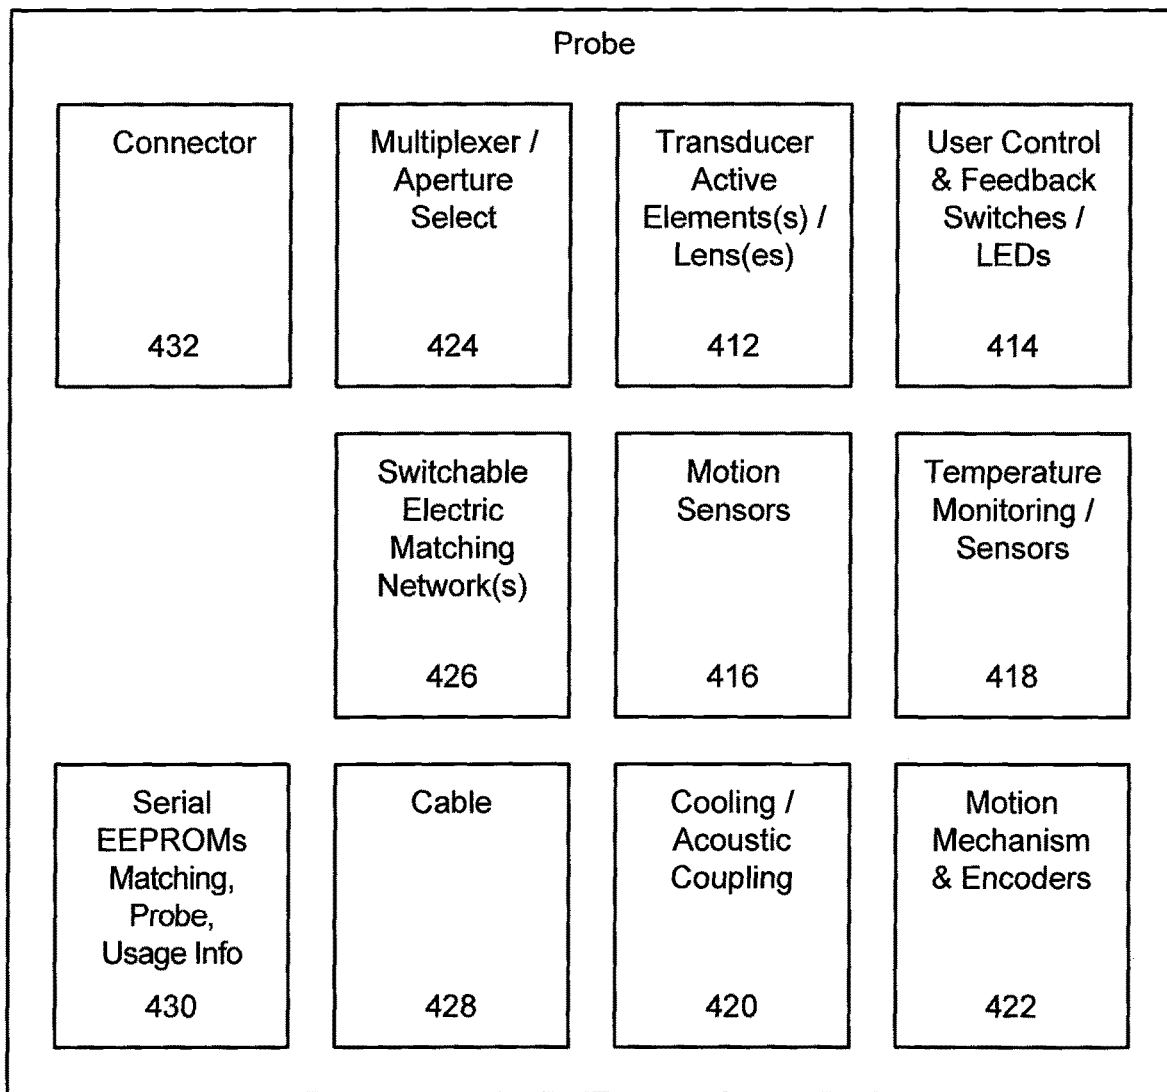 Probe
Connector
432
Multiplexer /
Aperture
Select
424
Transducer
Active
Elements(s) /
Lens(es)
412
User Control
& Feedback
Switches /
LEDs
414
Switchable
Electric
Matching
Network(s)
426
Motion
Sensors
416
Temperature
Monitoring /
Sensors
418
Serial
EEPROMs
Matching,
Probe,
Usage Info
430
Cable
428
Cooling /
Acoustic
Coupling
420
Motion
Mechanism
& Encoders
422